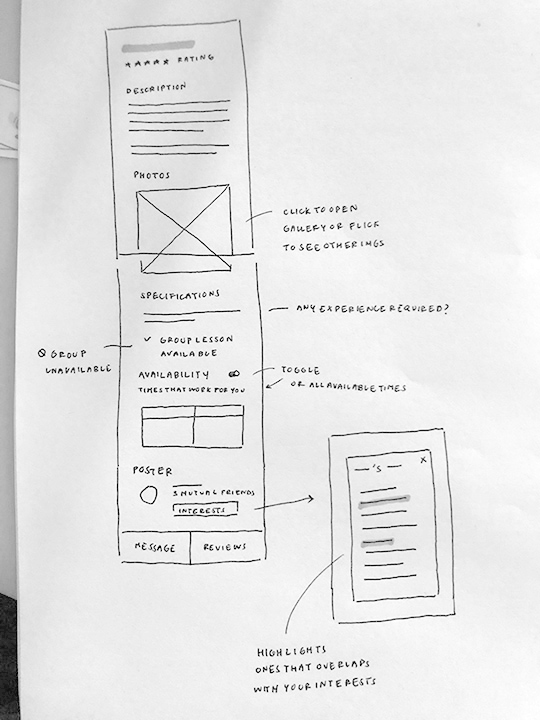 ★★★★★ RATING
DESCRIPTION
PHOTOS
CLICK TO OPEN
GALLERY OR FLICK
TO SEE OTHER INGS
SPECIFICATIONS
ANY EXPERIENCE REQUIRED?
✓ GROUP LESSON
AVAILABLE
⊗ GROUP
UNAVAILABLE
AVAILABILITY
TIMES THAT WORK FOR YOU
TOGGLE
OR ALL AVAILABLE TIMES
POSTER
3 MUTUAL FRIENDS
INTERESTS
MESSAGE
REVIEWS
—'S — X
HIGHLIGHTS
ONES THAT OVERLAPS
WITH YOUR INTERESTS